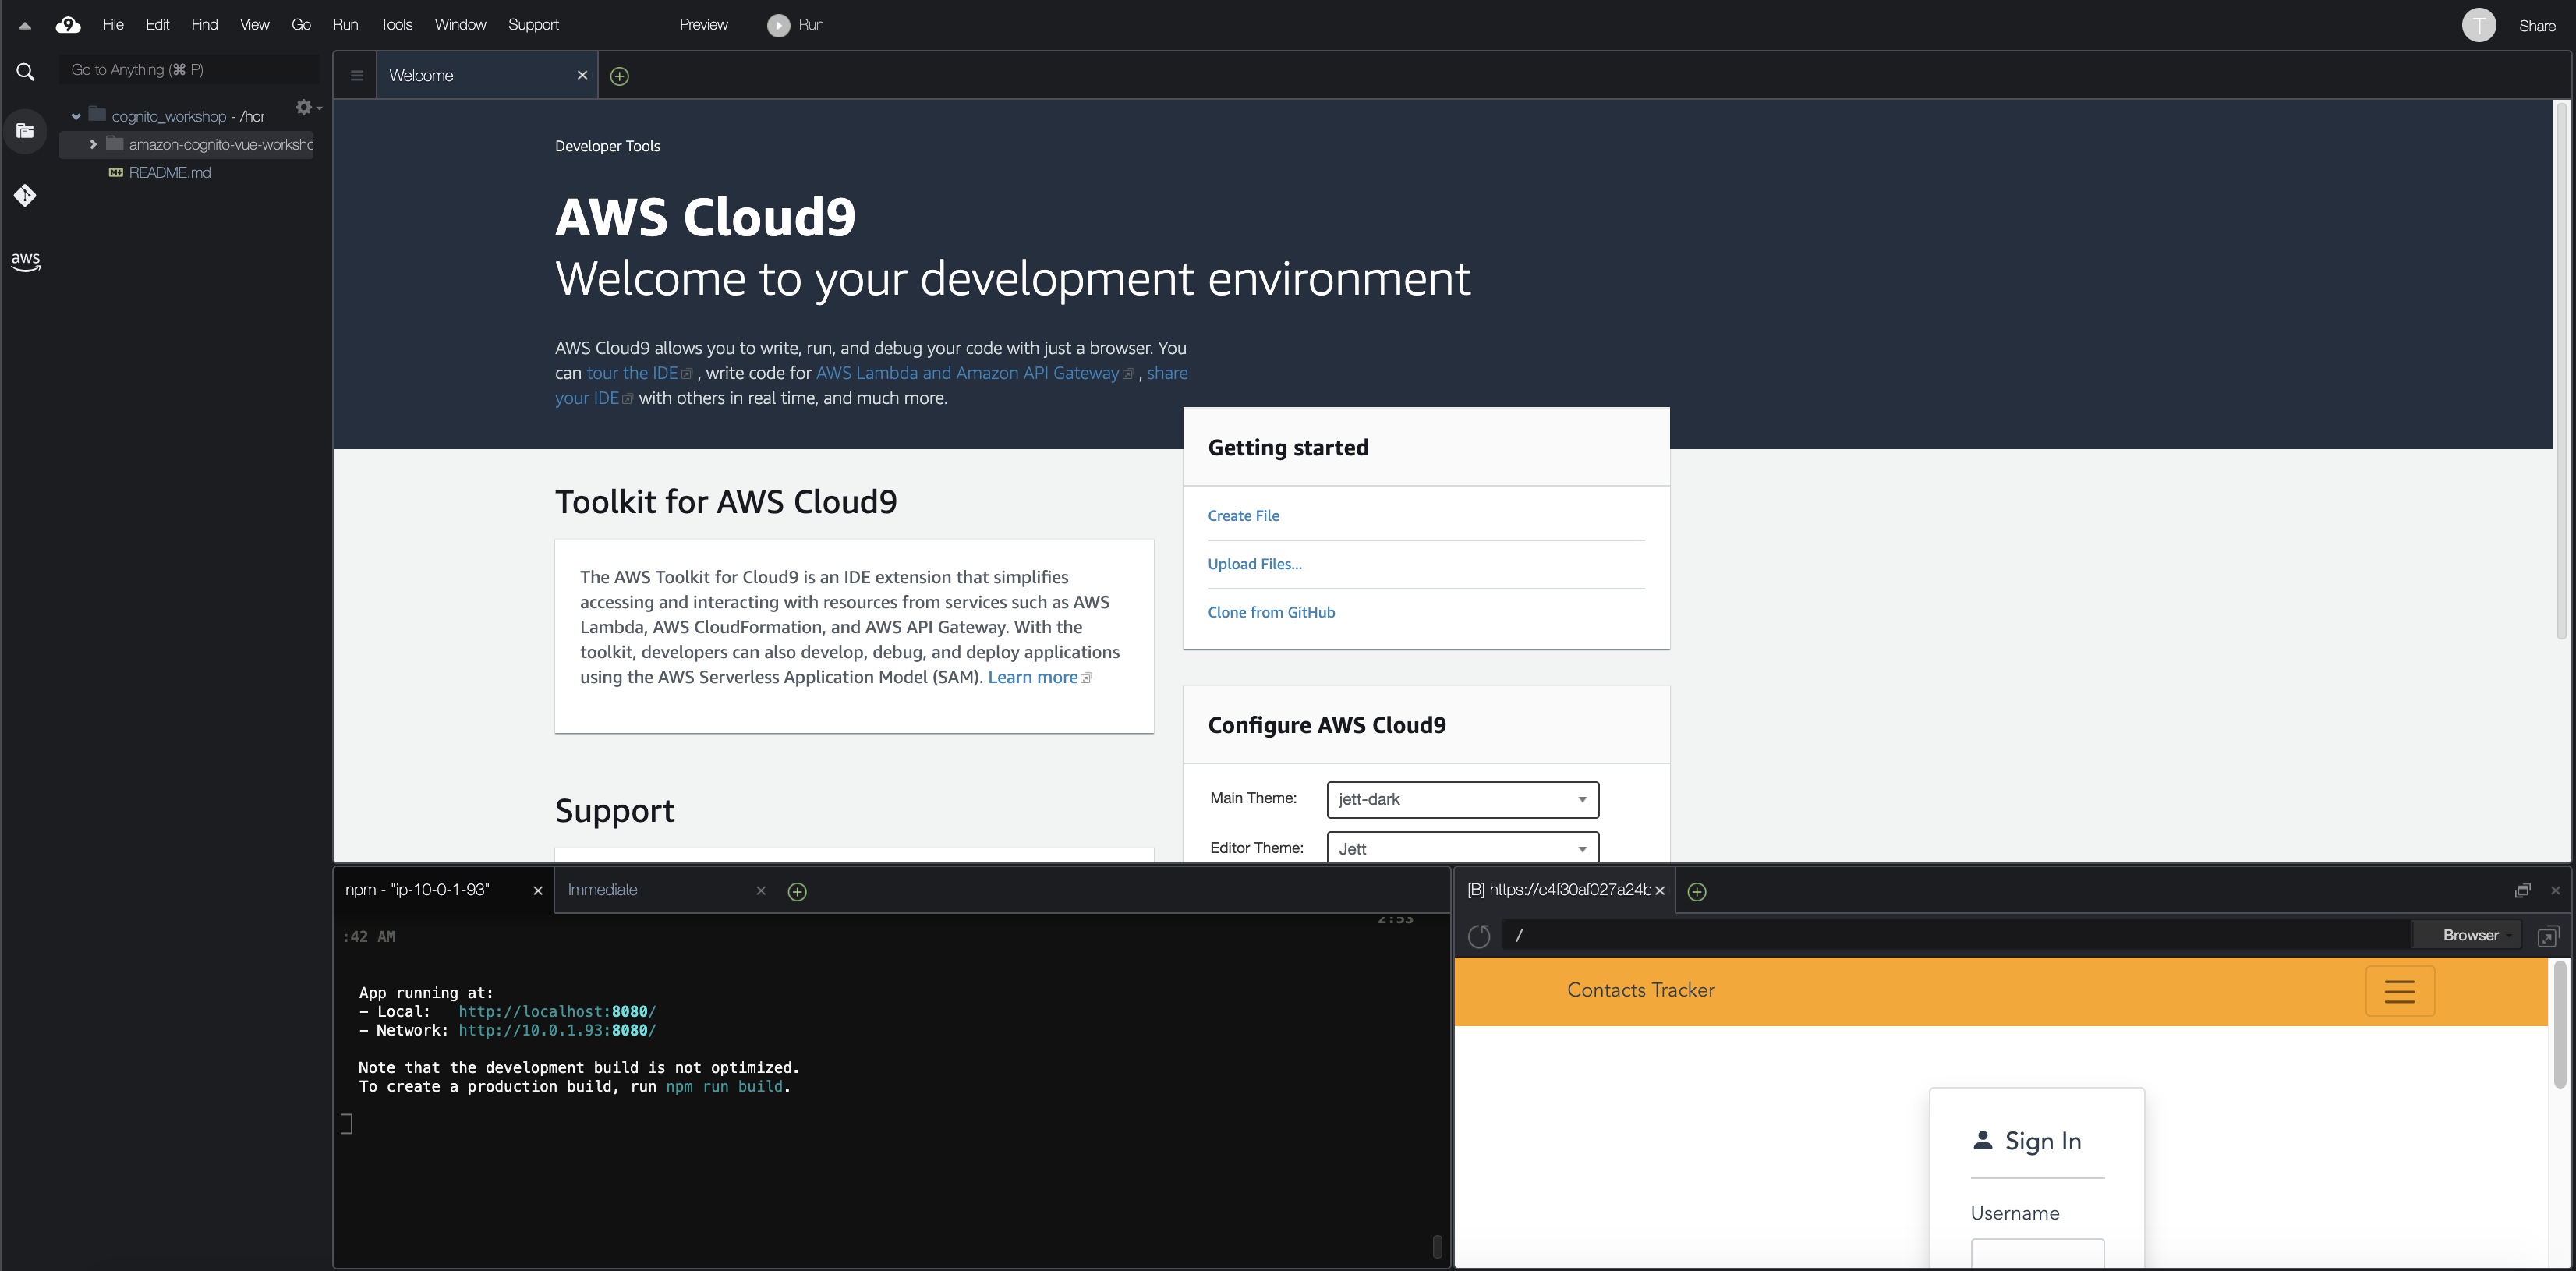 File Edit Find View Go Run Tools Window Support Preview Run
T Share
Go to Anything (⌘ P)
cognito_workshop - /hor
amazon-cognito-vue-worksho
README.md
aws
Welcome
Developer Tools
AWS Cloud9
Welcome to your development environment
AWS Cloud9 allows you to write, run, and debug your code with just a browser. You
can tour the IDE , write code for AWS Lambda and Amazon API Gateway , share
your IDE with others in real time, and much more.
Toolkit for AWS Cloud9
The AWS Toolkit for Cloud9 is an IDE extension that simplifies
accessing and interacting with resources from services such as AWS
Lambda, AWS CloudFormation, and AWS API Gateway. With the
toolkit, developers can also develop, debug, and deploy applications
using the AWS Serverless Application Model (SAM). Learn more
Support
Getting started
Create File
Upload Files...
Clone from GitHub
Configure AWS Cloud9
Main Theme: jett-dark
Editor Theme: Jett
npm - "ip-10-0-1-93" Immediate
2:53
:42 AM
App running at:
- Local: http://localhost:8080/
- Network: http://10.0.1.93:8080/
Note that the development build is not optimized.
To create a production build, run npm run build.
[B] https://c4f30af027a24b
/ Browser
Contacts Tracker
Sign In
Username